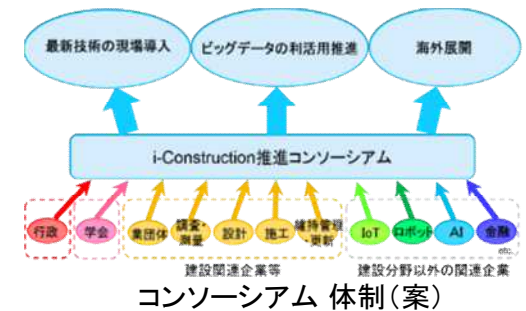 最新技術の現場導入
ビッグデータの利活用推進
海外展開
i-Construction推進コンソーシアム
行政
学会
業団体
調査・
測量
設計
施工
維持管理
・更新
IoT
ロボット
AI
金融
etc.
建設関連企業等
建設分野以外の関連企業
コンソーシアム 体制(案)